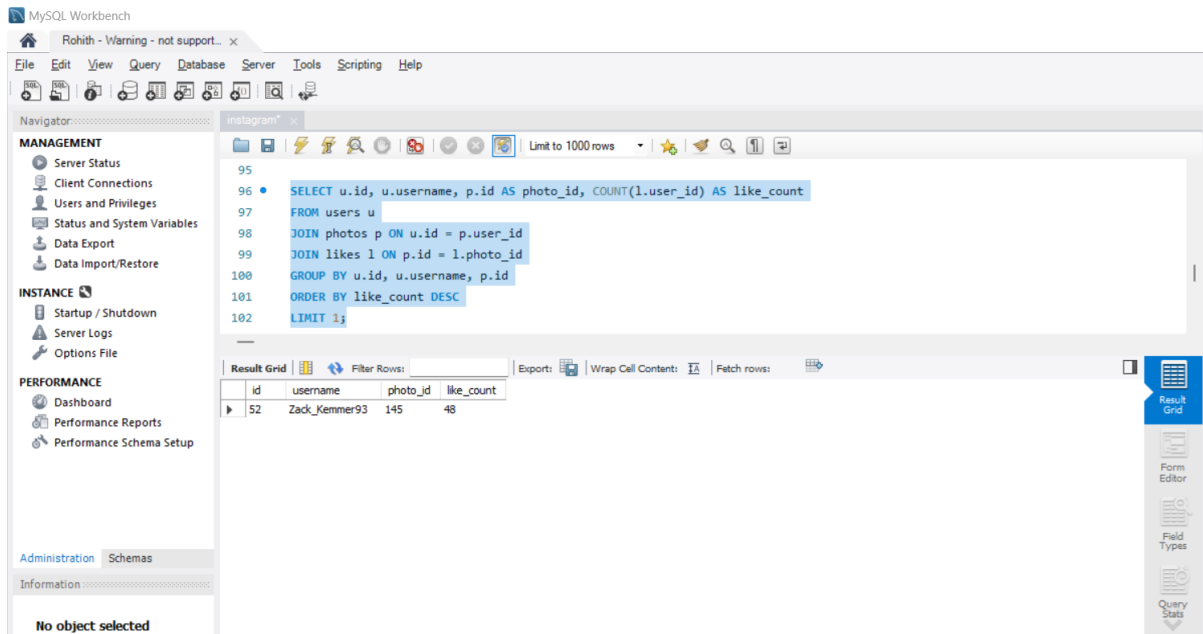 MySQL Workbench
Rohith - Warning - not support... ×
File Edit View Query Database Server Tools Scripting Help
Navigator
MANAGEMENT
Server Status
Client Connections
Users and Privileges
Status and System Variables
Data Export
Data Import/Restore
INSTANCE
Startup / Shutdown
Server Logs
Options File
PERFORMANCE
Dashboard
Performance Reports
Performance Schema Setup
Administration Schemas
Information
No object selected
instagram* ×
Limit to 1000 rows
95
96 SELECT u.id, u.username, p.id AS photo_id, COUNT(l.user_id) AS like_count
97 FROM users u
98 JOIN photos p ON u.id = p.user_id
99 JOIN likes l ON p.id = l.photo_id
100 GROUP BY u.id, u.username, p.id
101 ORDER BY like_count DESC
102 LIMIT 1;
Result Grid Filter Rows: Export: Wrap Cell Content: Fetch rows:
id username photo_id like_count
52 Zack_Kemmer93 145 48
Result
Grid
Form
Editor
Field
Types
Query
Stats